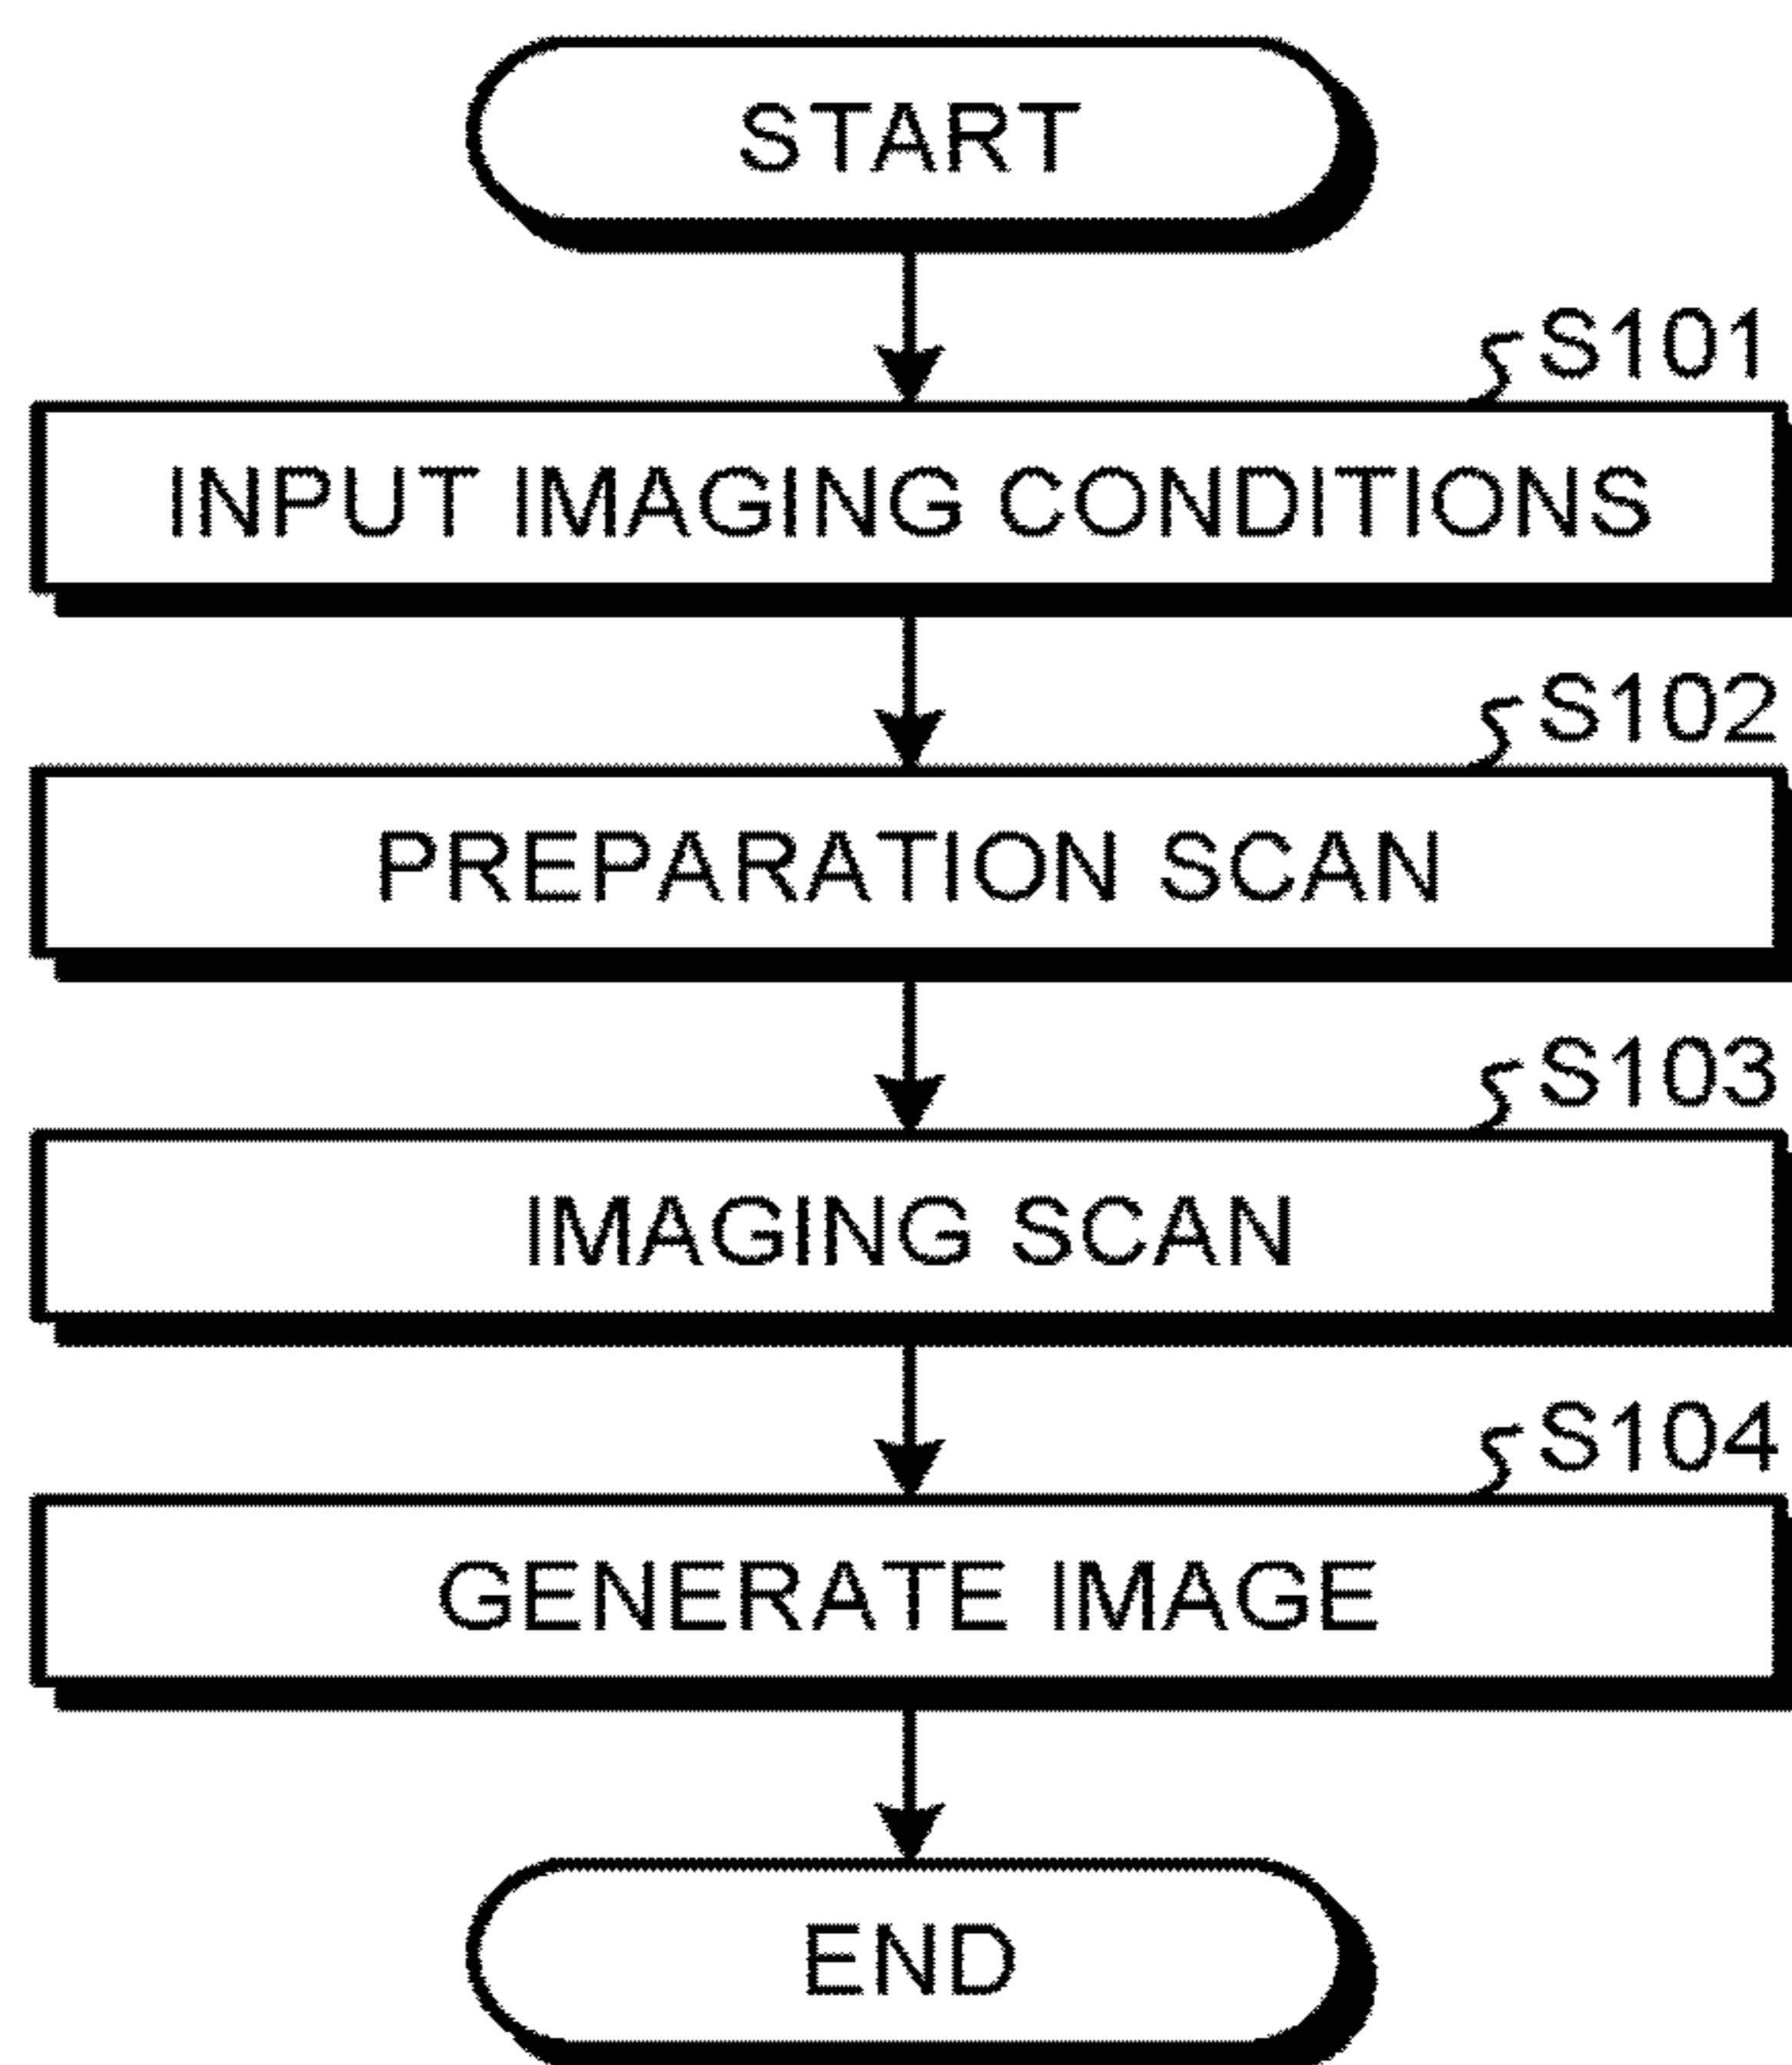 START
S101
INPUT IMAGING CONDITIONS
S102
PREPARATION SCAN
S103
IMAGING SCAN
S104
GENERATE IMAGE
END